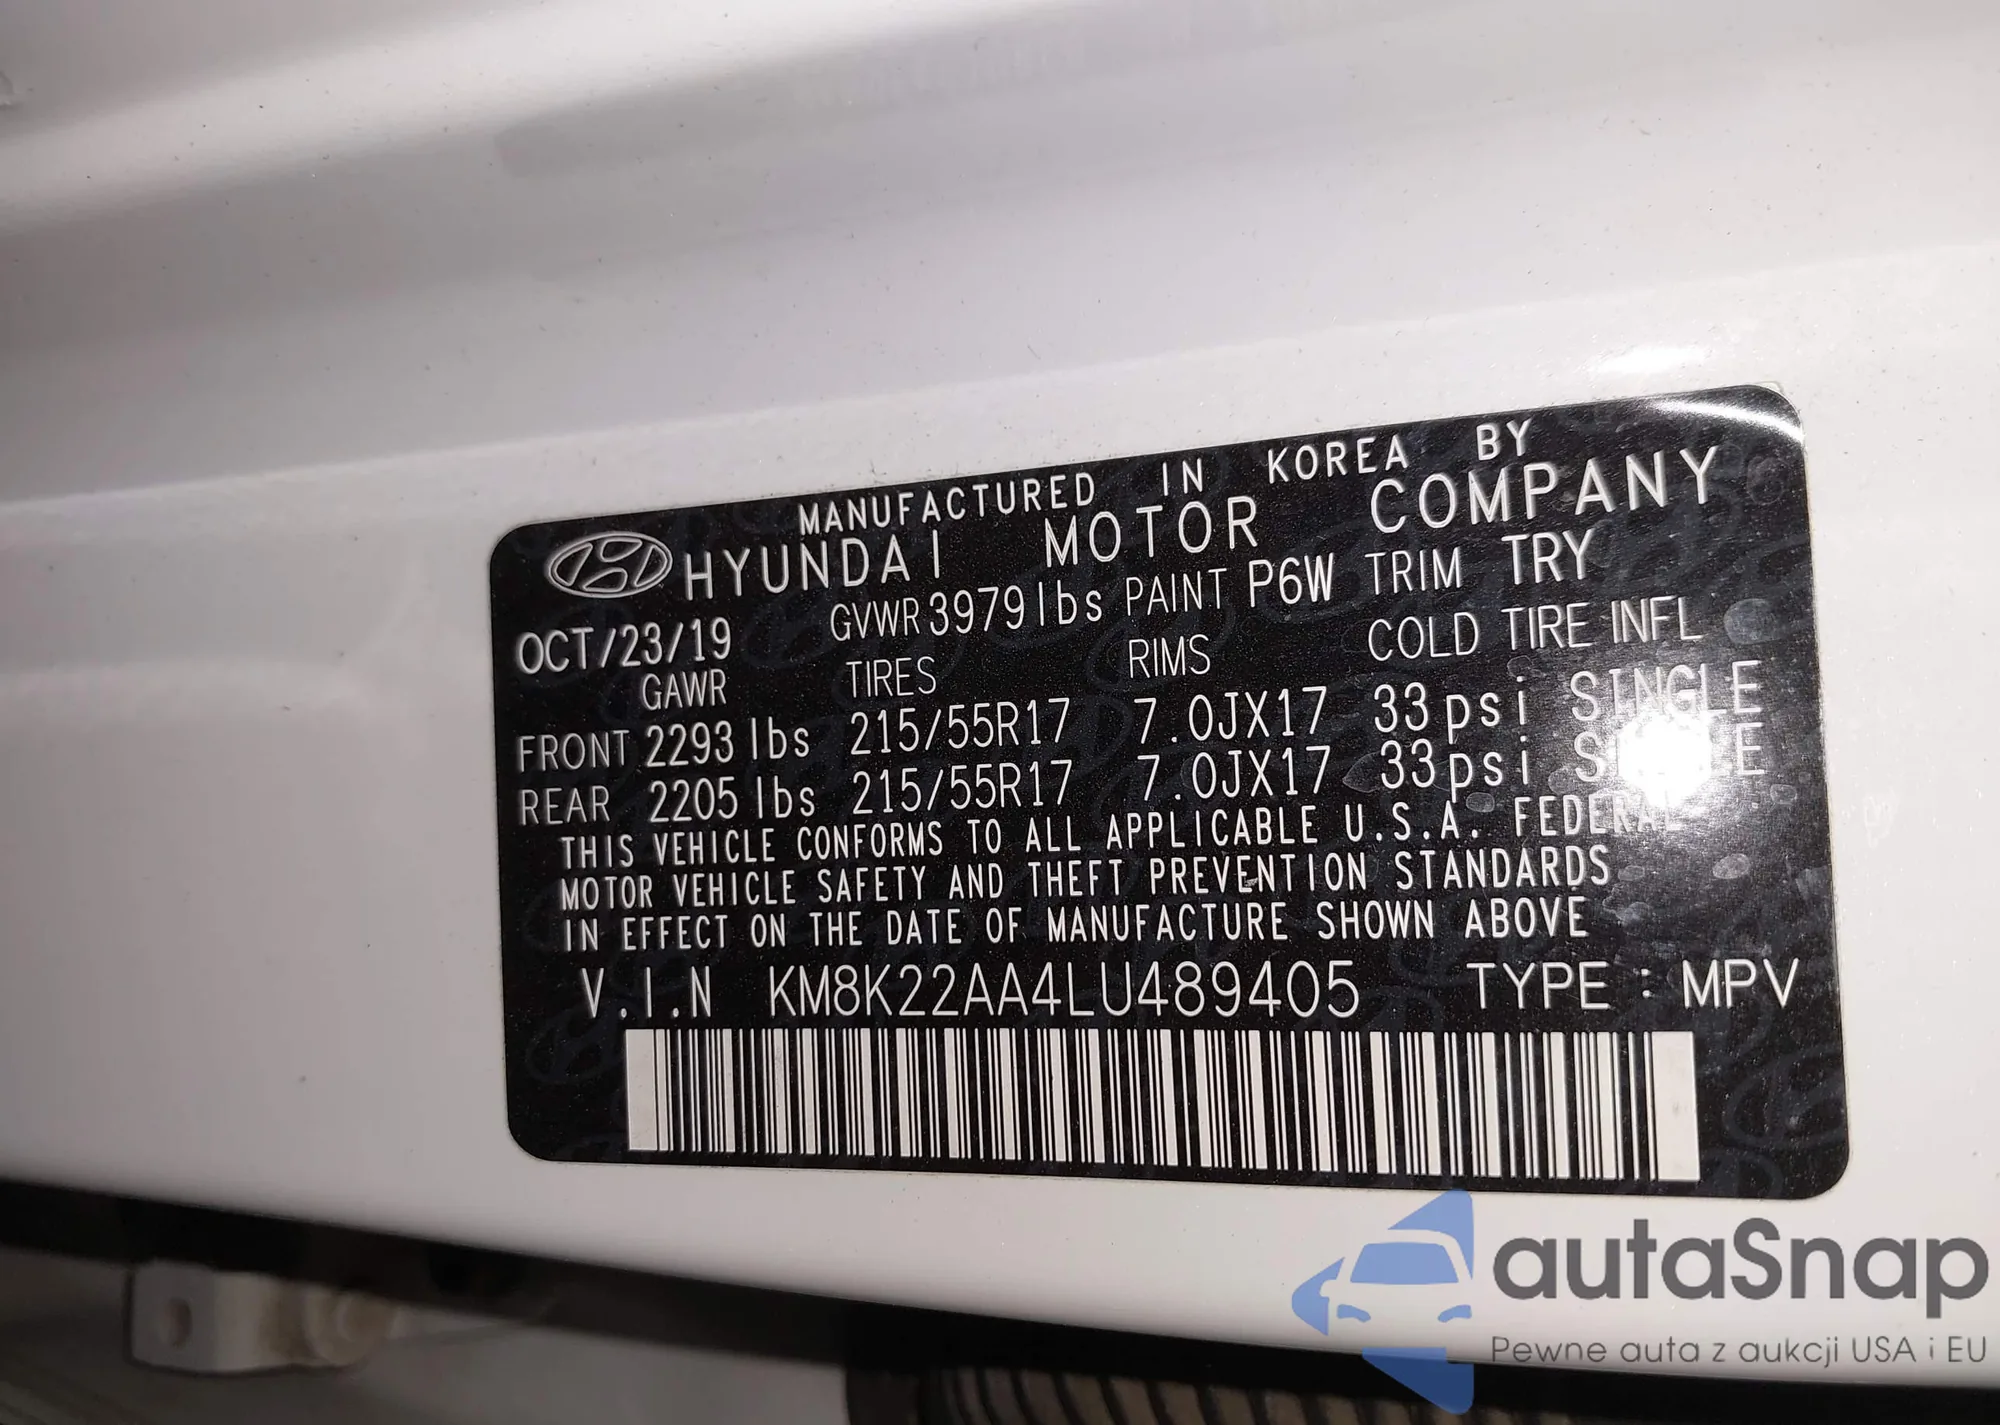 MANUFACTURED IN KOREA BY
HYUNDAI MOTOR COMPANY
OCT/23/19 GVWR 3979lbs PAINT P6W TRIM TRY
GAWR TIRES RIMS COLD TIRE INFL
FRONT 2293 lbs 215/55R17 7.0JX17 33psi SINGLE
REAR 2205 lbs 215/55R17 7.0JX17 33psi SINGLE
THIS VEHICLE CONFORMS TO ALL APPLICABLE U.S.A. FEDERAL
MOTOR VEHICLE SAFETY AND THEFT PREVENTION STANDARDS
IN EFFECT ON THE DATE OF MANUFACTURE SHOWN ABOVE
V.I.N KM8K22AA4LU489405 TYPE : MPV
autaSnap
Pewne auta z aukcji USA i EU